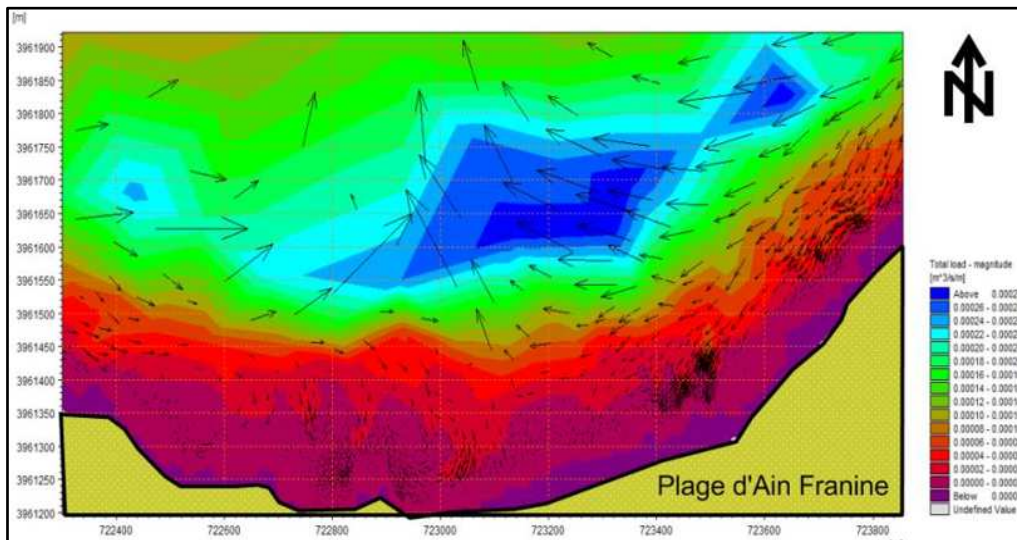 [m]
3961900
3961850
3961800
3961750
3961700
3961650
3961600
3961550
3961500
3961450
3961400
3961350
3961300
3961250
3961200
722400 722600 722800 723000 723200 723400 723600 723800
Plage d'Ain Franine
N
Total load - magnitude
[m^3/s/m]
Above 0.0002
0.00026 - 0.0002
0.00024 - 0.0002
0.00022 - 0.0002
0.00020 - 0.0002
0.00018 - 0.0002
0.00016 - 0.0001
0.00014 - 0.0001
0.00012 - 0.0001
0.00010 - 0.0001
0.00008 - 0.0001
0.00006 - 0.0000
0.00004 - 0.0000
0.00002 - 0.0000
0.00000 - 0.0000
Below 0.0000
Undefined Value